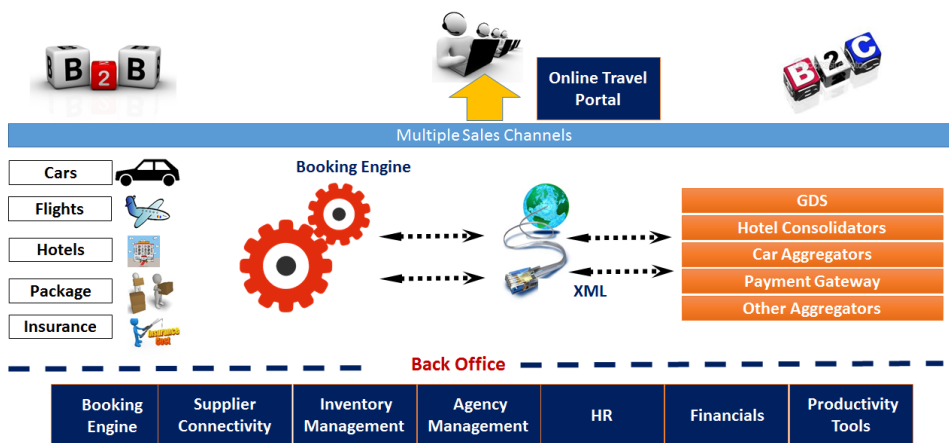 B 2 B
Online Travel
Portal
B 2 C
Multiple Sales Channels
Cars
Flights
Hotels
Package
Insurance
Insurance
Cost
Booking Engine
XML
GDS
Hotel Consolidators
Car Aggregators
Payment Gateway
Other Aggregators
Back Office
Booking
Engine
Supplier
Connectivity
Inventory
Management
Agency
Management
HR
Financials
Productivity
Tools